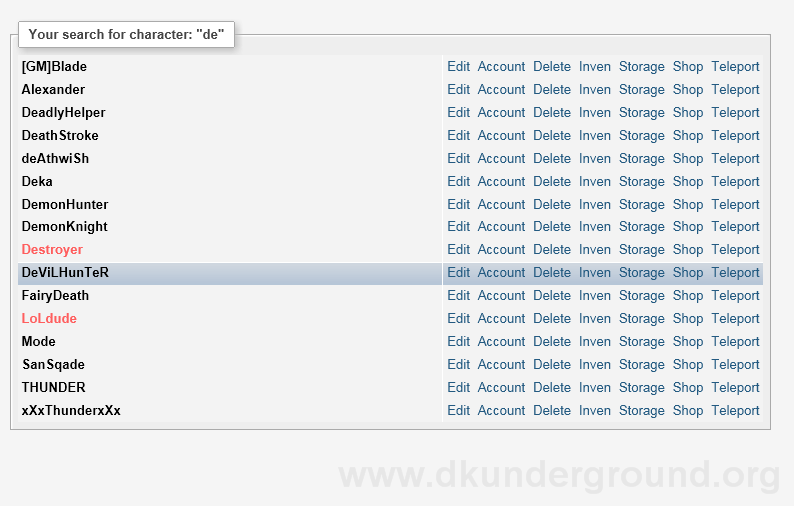 Your search for character: "de"
[GM]Blade Edit Account Delete Inven Storage Shop Teleport
Alexander Edit Account Delete Inven Storage Shop Teleport
DeadlyHelper Edit Account Delete Inven Storage Shop Teleport
DeathStroke Edit Account Delete Inven Storage Shop Teleport
deAthwiSh Edit Account Delete Inven Storage Shop Teleport
Deka Edit Account Delete Inven Storage Shop Teleport
DemonHunter Edit Account Delete Inven Storage Shop Teleport
DemonKnight Edit Account Delete Inven Storage Shop Teleport
Destroyer Edit Account Delete Inven Storage Shop Teleport
DeViLHunTeR Edit Account Delete Inven Storage Shop Teleport
FairyDeath Edit Account Delete Inven Storage Shop Teleport
LoLdude Edit Account Delete Inven Storage Shop Teleport
Mode Edit Account Delete Inven Storage Shop Teleport
SanSqade Edit Account Delete Inven Storage Shop Teleport
THUNDER Edit Account Delete Inven Storage Shop Teleport
xXxThunderxXx Edit Account Delete Inven Storage Shop Teleport
www.dkunderground.org